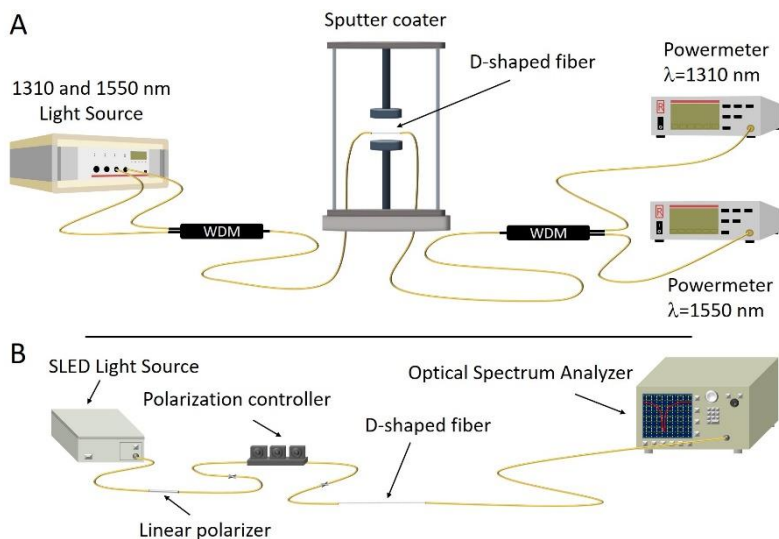 A
Sputter coater
D-shaped fiber
1310 and 1550 nm
Light Source
Powermeter
λ=1310 nm
WDM
WDM
Powermeter
λ=1550 nm
B
SLED Light Source
Polarization controller
D-shaped fiber
Optical Spectrum Analyzer
Linear polarizer